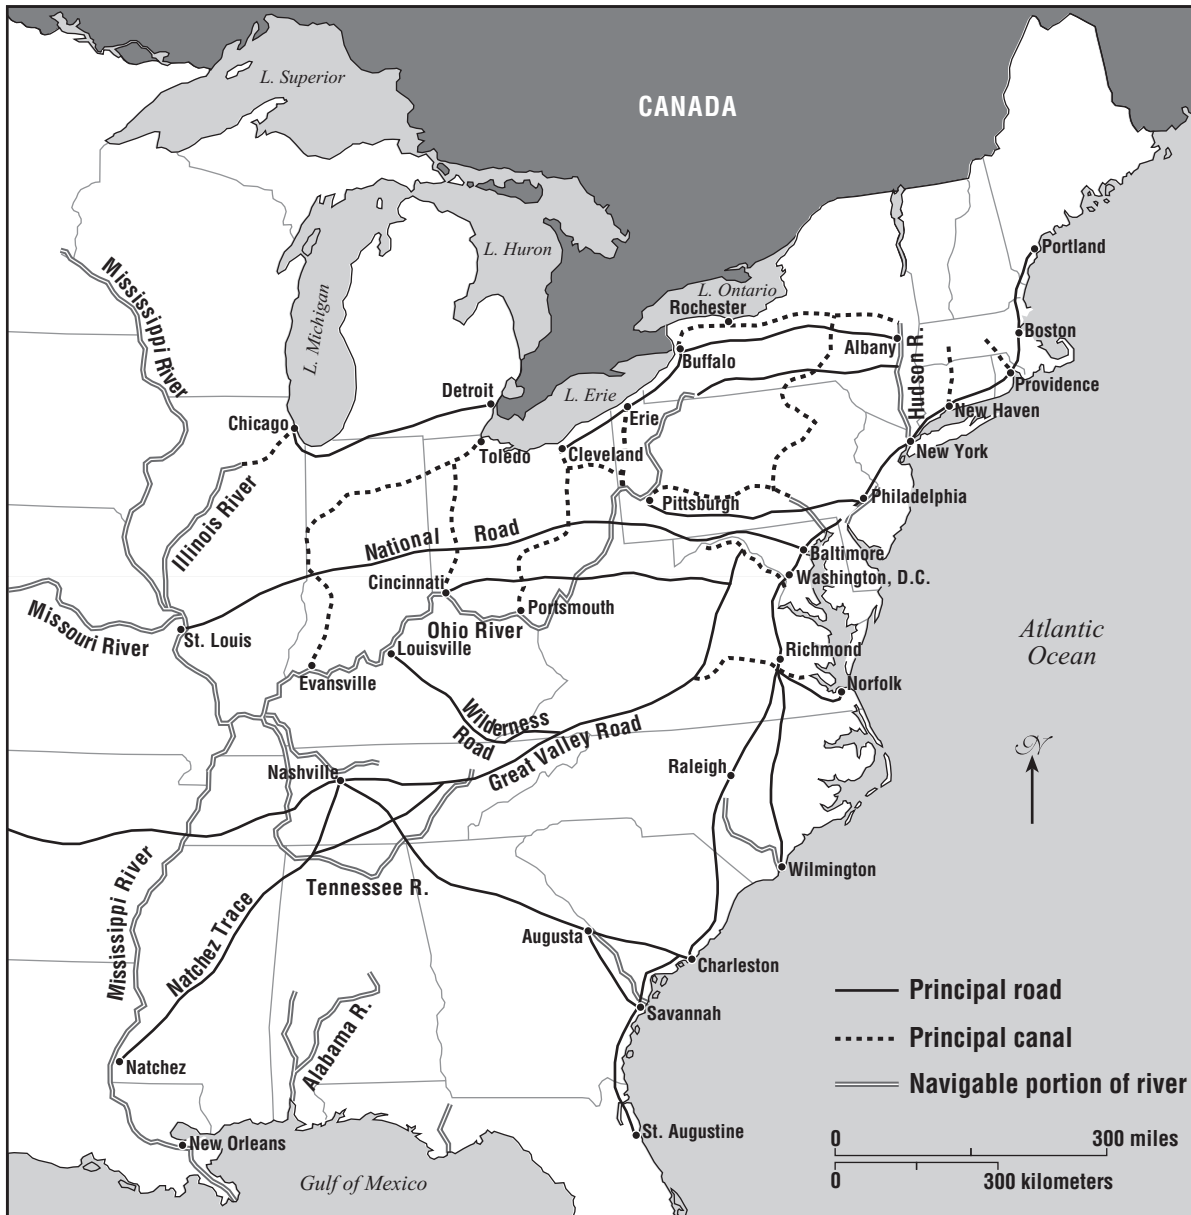 L. Superior
CANADA
L. Huron
L. Michigan
L. Ontario
Rochester
Portland
Mississippi River
Buffalo
Albany
Hudson R.
Boston
Detroit
L. Erie
Erie
Providence
New Haven
Chicago
Toledo
Cleveland
New York
Illinois River
Pittsburgh
Philadelphia
National Road
Baltimore
Cincinnati
Washington, D.C.
Missouri River
Portsmouth
St. Louis
Ohio River
Louisville
Richmond
Atlantic
Ocean
Evansville
Norfolk
Wilderness
Road
Great Valley Road
N
Nashville
Raleigh
Mississippi River
Tennessee R.
Wilmington
Natchez Trace
Augusta
Charleston
Principal road
Savannah
Alabama R.
Principal canal
Natchez
Navigable portion of river
St. Augustine
New Orleans
0 300 miles
Gulf of Mexico
0 300 kilometers